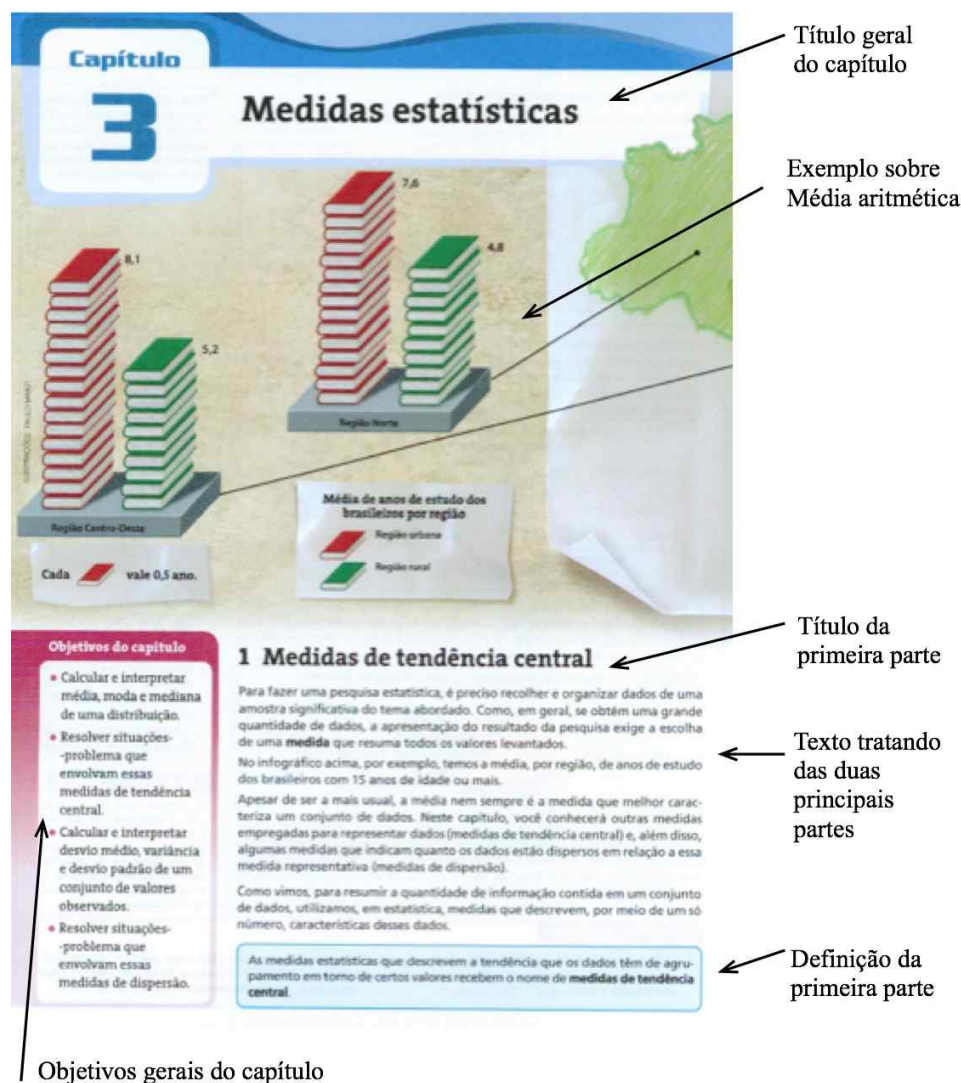 Capítulo
3
Medidas estatísticas
Título geral
do capítulo
Exemplo sobre
Média aritmética
7,6
4,8
8,1
5,2
Região Norte
Região Centro-Oeste
Média de anos de estudo dos
brasileiros por região
Região urbana
Região rural
Cada vale 0,5 ano.
Objetivos do capítulo
• Calcular e interpretar
média, moda e mediana
de uma distribuição.
• Resolver situações-
-problema que
envolvam essas
medidas de tendência
central.
• Calcular e interpretar
desvio médio, variância
e desvio padrão de um
conjunto de valores
observados.
• Resolver situações-
-problema que
envolvam essas
medidas de dispersão.
1 Medidas de tendência central
Para fazer uma pesquisa estatística, é preciso recolher e organizar dados de uma
amostra significativa do tema abordado. Como, em geral, se obtém uma grande
quantidade de dados, a apresentação do resultado da pesquisa exige a escolha
de uma medida que resuma todos os valores levantados.
No infográfico acima, por exemplo, temos a média, por região, de anos de estudo
dos brasileiros com 15 anos de idade ou mais.
Apesar de ser a mais usual, a média nem sempre é a medida que melhor carac-
teriza um conjunto de dados. Neste capítulo, você conhecerá outras medidas
empregadas para representar dados (medidas de tendência central) e, além disso,
algumas medidas que indicam quanto os dados estão dispersos em relação a essa
medida representativa (medidas de dispersão).
Como vimos, para resumir a quantidade de informação contida em um conjunto
de dados, utilizamos, em estatística, medidas que descrevem, por meio de um só
número, características desses dados.
As medidas estatísticas que descrevem a tendência que os dados têm de agru-
pamento em torno de certos valores recebem o nome de medidas de tendência
central.
Título da
primeira parte
Texto tratando
das duas
principais
partes
Definição da
primeira parte
Objetivos gerais do capítulo